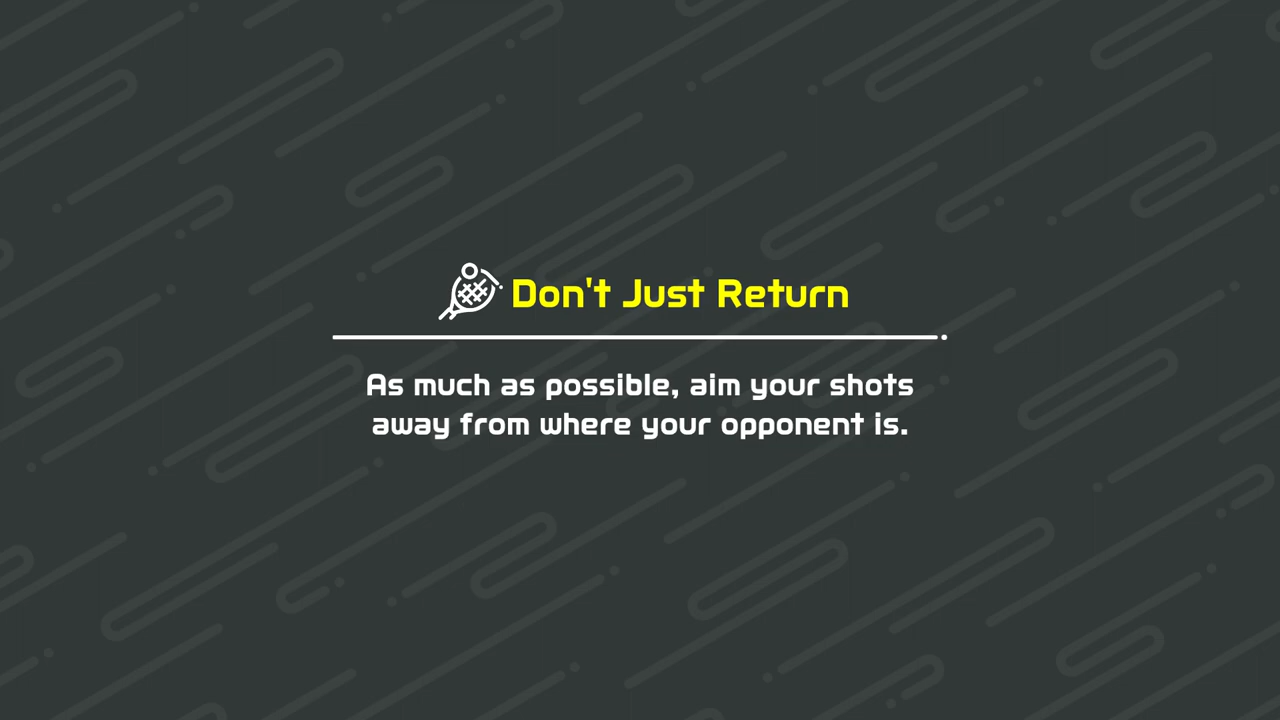 Don't Just Return
As much as possible, aim your shots
away from where your opponent is.